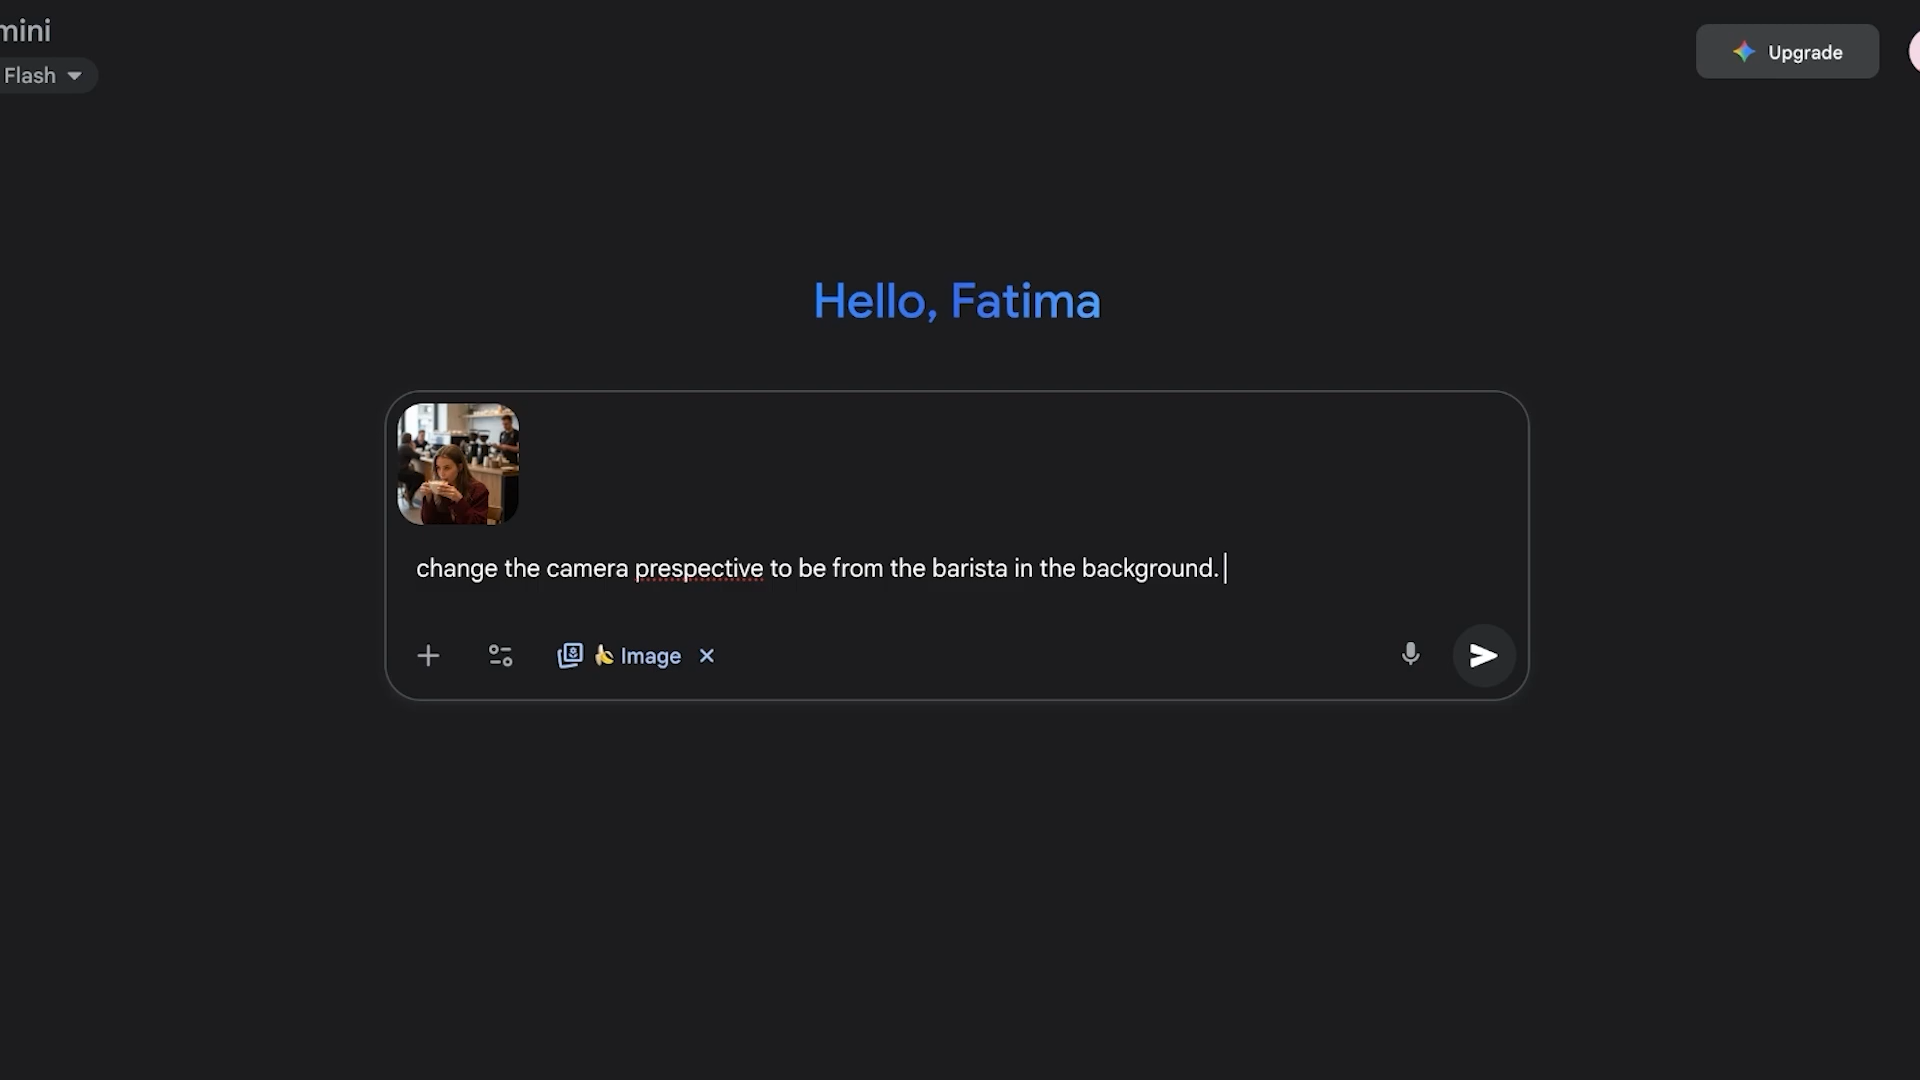 mini
Flash
Upgrade
Hello, Fatima
change the camera prespective to be from the barista in the background.
Image